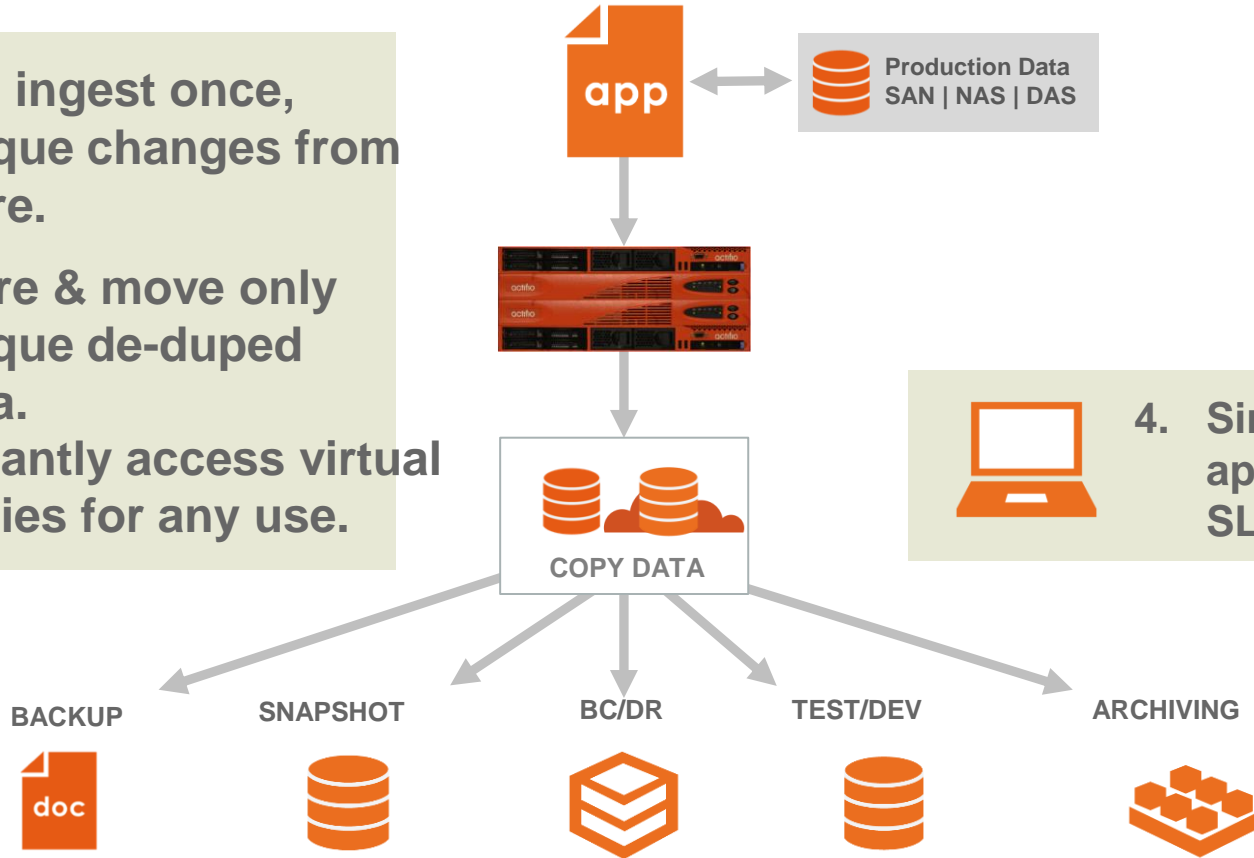 app
Production Data
SAN | NAS | DAS
ingest once,
que changes from
re.
re & move only
que de-duped
a.
antly access virtual
ies for any use.
actifio
actifio
actifio
actifio
4. Sin
ap
SL
COPY DATA
BACKUP
SNAPSHOT
BC/DR
TEST/DEV
ARCHIVING
doc